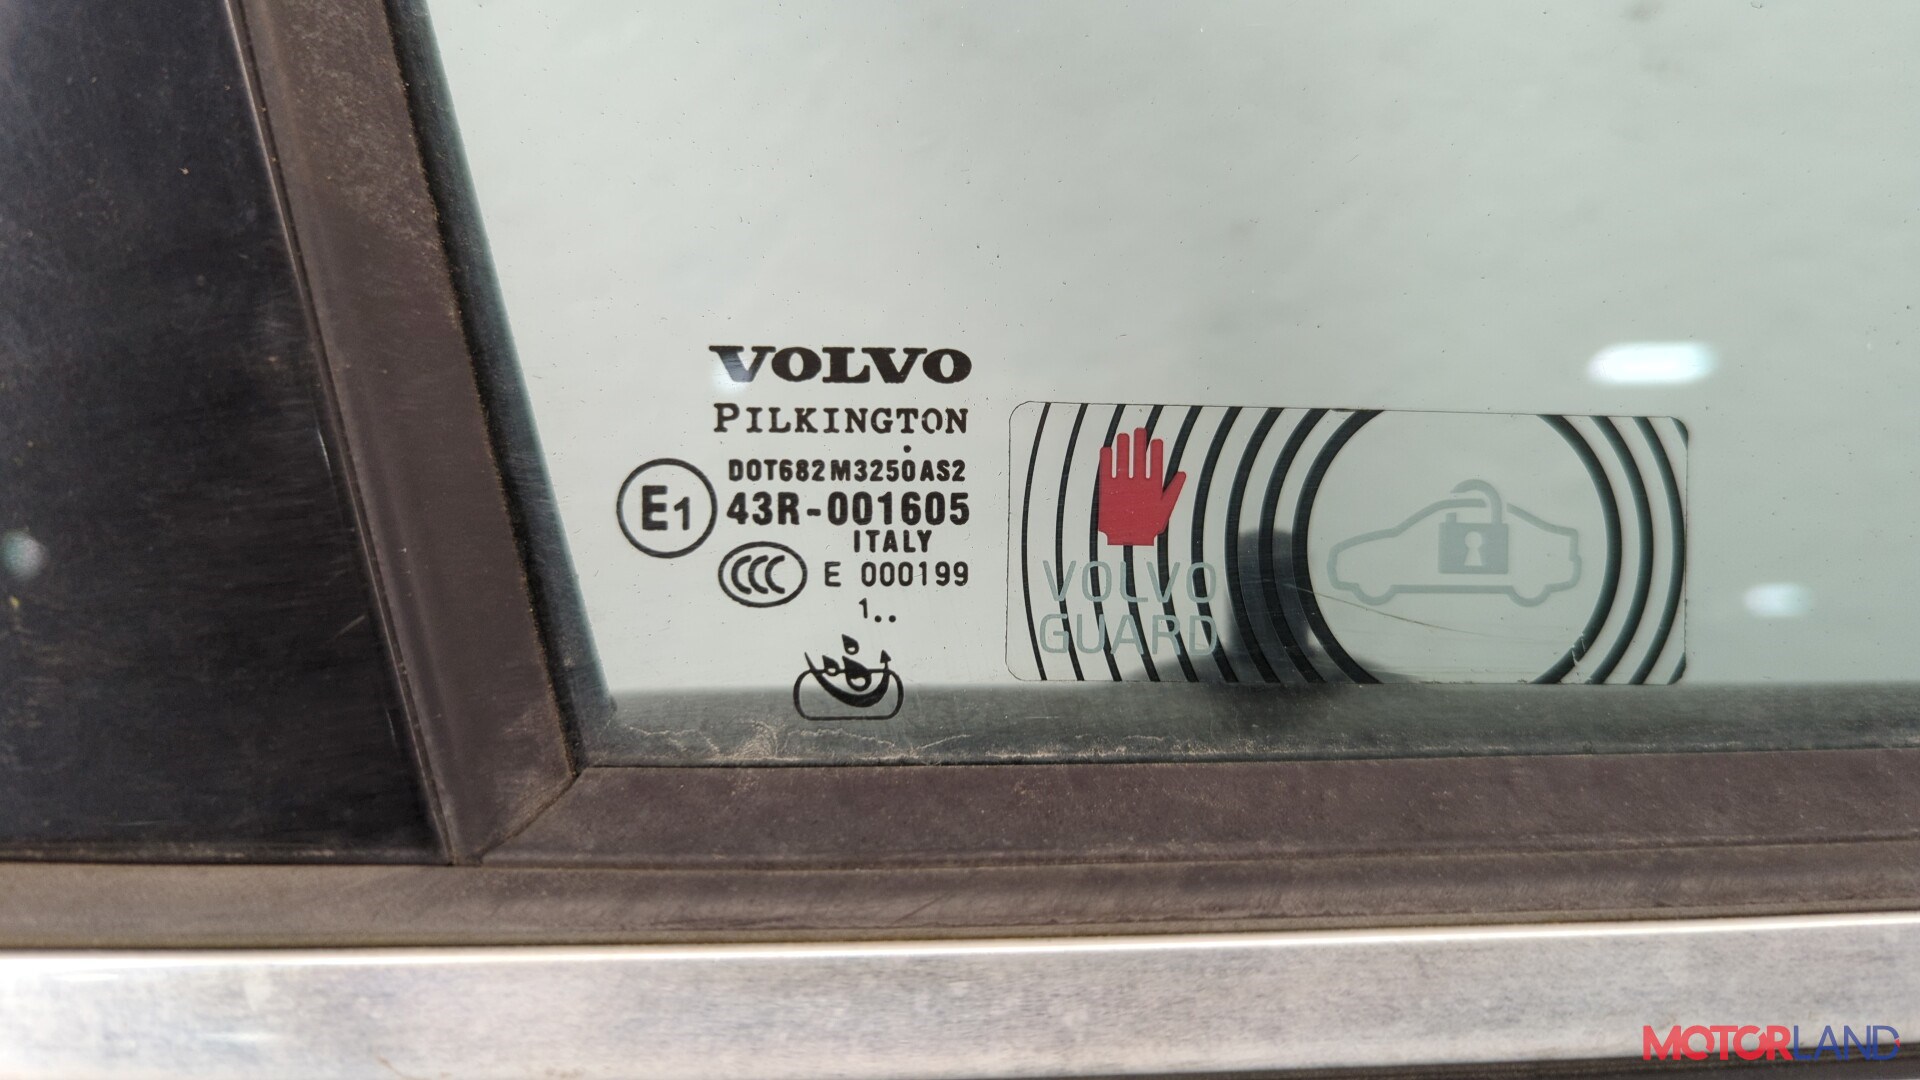 VOLVO
PILKINGTON
DOT682 M3250 AS2
E1 43R-001605
ITALY
CCC E 000199
1..
VOLVO
GUARD
MOTORLAND